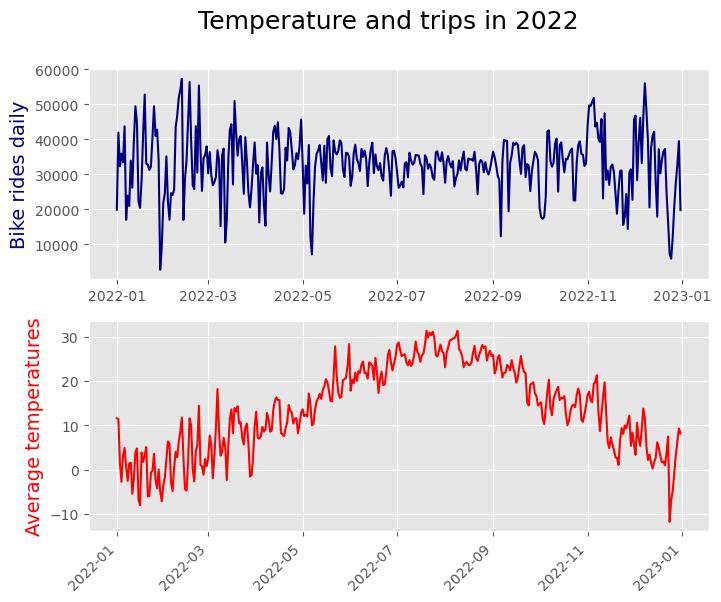 Temperature and trips in 2022
Bike rides daily
60000
50000
40000
30000
20000
10000
2022-01 2022-03 2022-05 2022-07 2022-09 2022-11 2023-01
Average temperatures
30
20
10
0
−10
2022-01 2022-03 2022-05 2022-07 2022-09 2022-11 2023-01